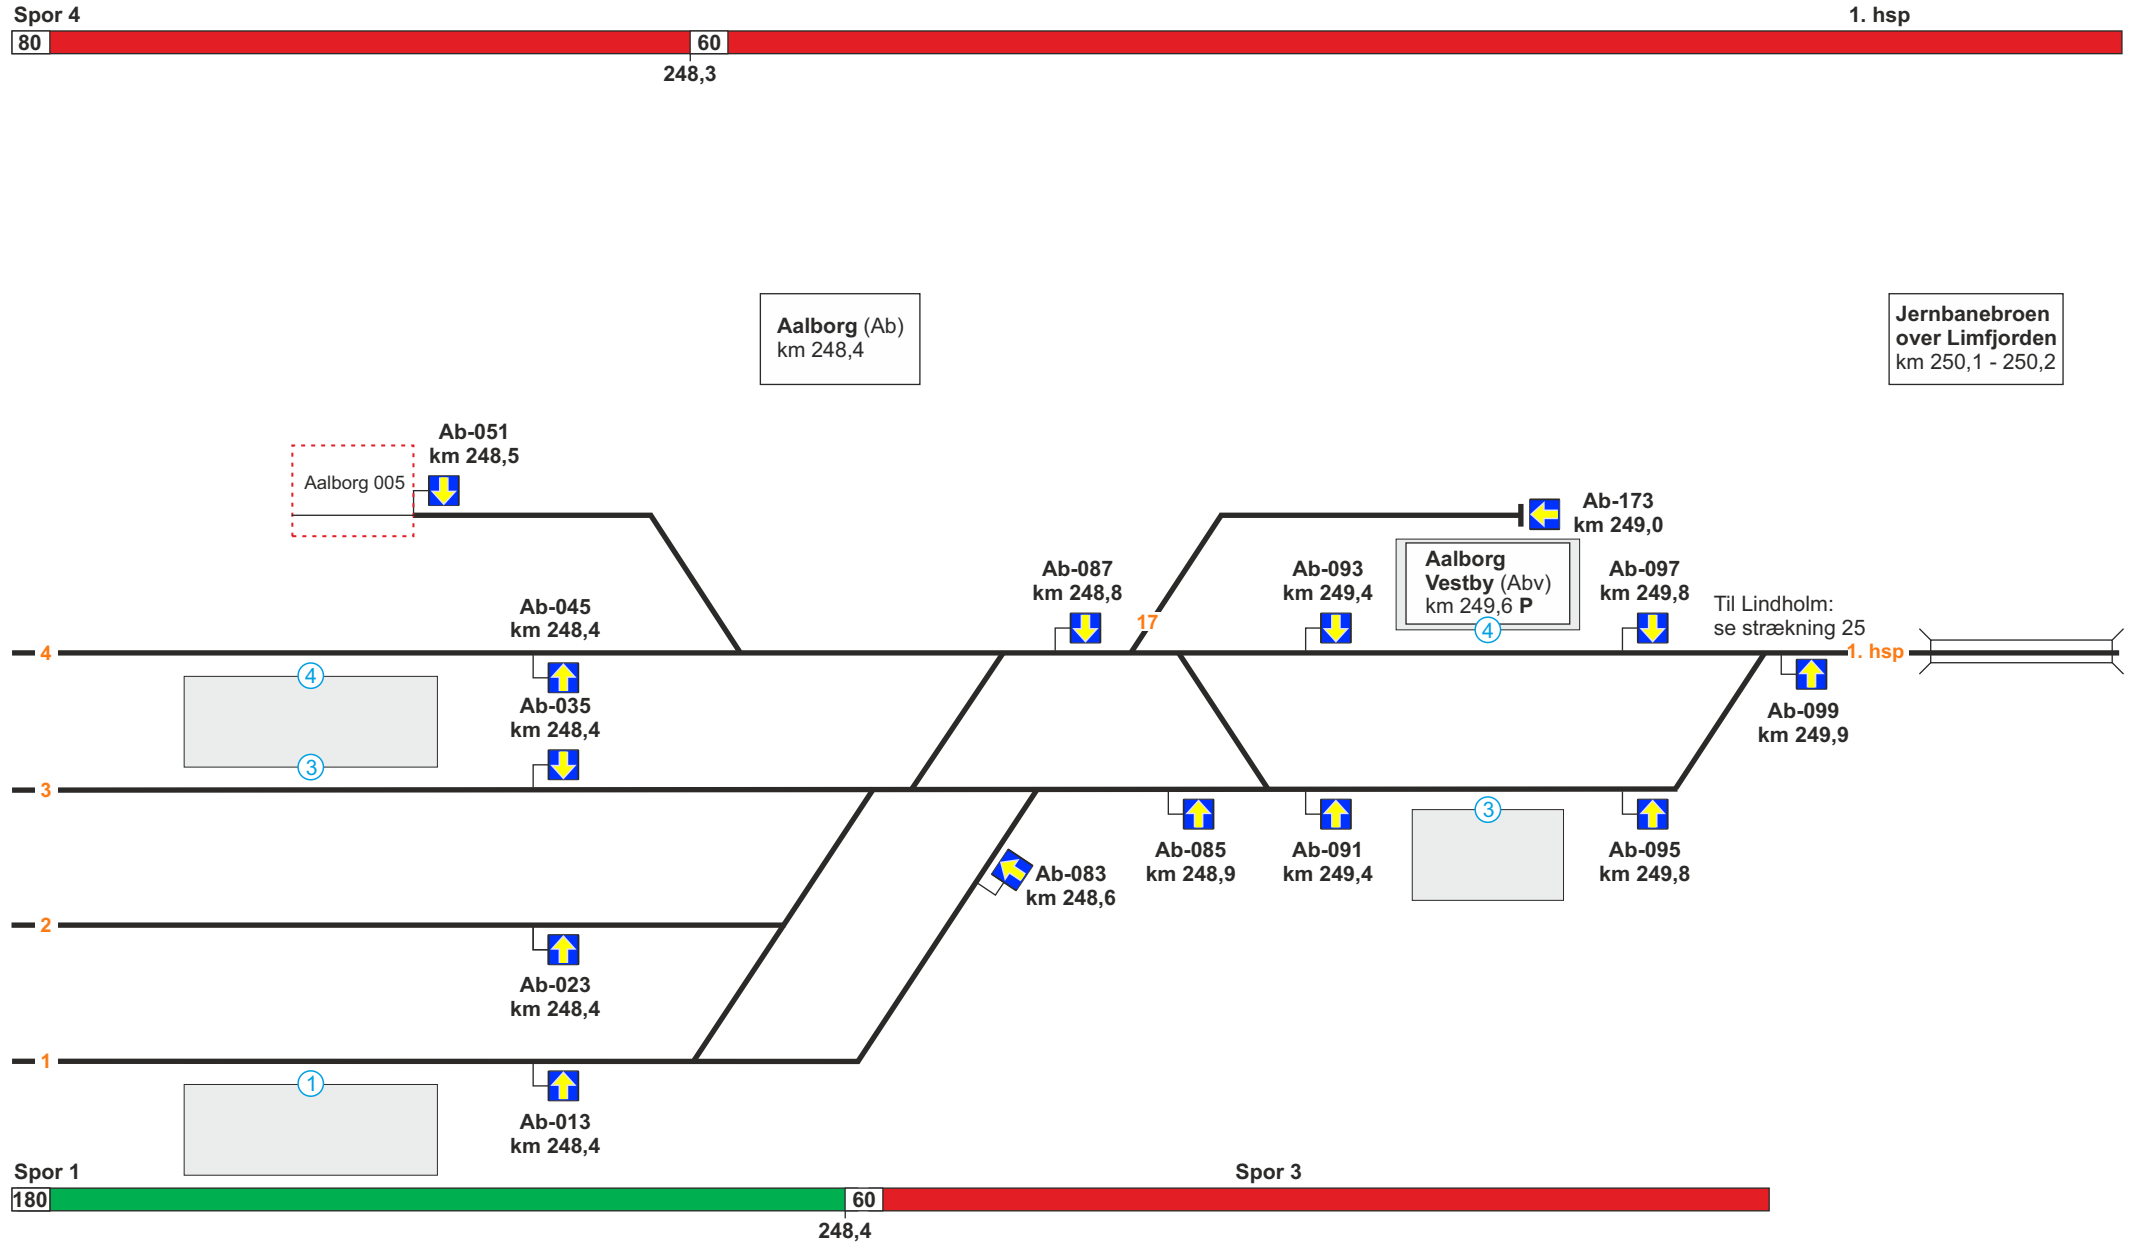 Spor 4
1. hsp
80
60
248,3
Aalborg (Ab)
km 248,4
Jernbanebroen
over Limfjorden
km 250,1 - 250,2
Ab-051
km 248,5
Aalborg 005
Ab-173
km 249,0
Ab-087
km 248,8
Ab-093
km 249,4
Aalborg
Vestby (Abv)
km 249,6 P
4
Ab-097
km 249,8
Til Lindholm:
se strækning 25
Ab-045
km 248,4
17
4
1. hsp
4
Ab-035
km 248,4
Ab-099
km 249,9
3
3
3
Ab-085
km 248,9
Ab-091
km 249,4
Ab-095
km 249,8
Ab-083
km 248,6
2
Ab-023
km 248,4
1
1
Ab-013
km 248,4
Spor 1
Spor 3
180
60
248,4